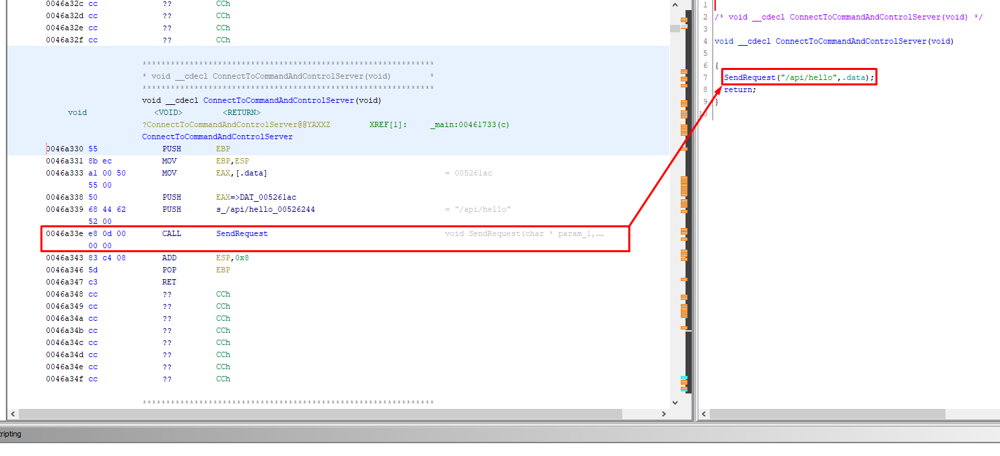 0046a32c cc ?? CCh
0046a32d cc ?? CCh
0046a32e cc ?? CCh
0046a32f cc ?? CCh
**************************************************************
* void __cdecl ConnectToCommandAndControlServer(void) *
**************************************************************
void __cdecl ConnectToCommandAndControlServer(void)
void <VOID> <RETURN>
?ConnectToCommandAndControlServer@@YAXXZ XREF[1]: _main:00461733(c)
ConnectToCommandAndControlServer
0046a330 55 PUSH EBP
0046a331 8b ec MOV EBP,ESP
0046a333 a1 00 50 MOV EAX,[.data] = 005261ac
55 00
0046a338 50 PUSH EAX=>DAT_005261ac
0046a339 68 44 62 PUSH s_/api/hello_00526244 = "/api/hello"
52 00
0046a33e e8 0d 00 CALL SendRequest void SendRequest(char * param_1,...
00 00
0046a343 83 c4 08 ADD ESP,0x8
0046a346 5d POP EBP
0046a347 c3 RET
0046a348 cc ?? CCh
0046a349 cc ?? CCh
0046a34a cc ?? CCh
0046a34b cc ?? CCh
0046a34c cc ?? CCh
0046a34d cc ?? CCh
0046a34e cc ?? CCh
0046a34f cc ?? CCh
**************************************************************
1
2 /* void __cdecl ConnectToCommandAndControlServer(void) */
3
4 void __cdecl ConnectToCommandAndControlServer(void)
5
6 {
7 SendRequest("/api/hello",.data);
8 return;
9 }
10
cripting